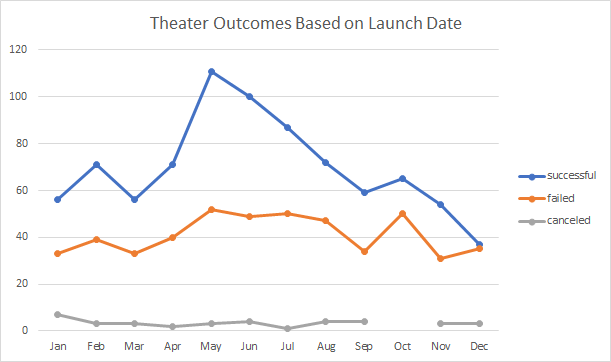 Theater Outcomes Based on Launch Date
120
100
80
60
40
20
0
Jan Feb Mar Apr May Jun Jul Aug Sep Oct Nov Dec
successful
failed
canceled